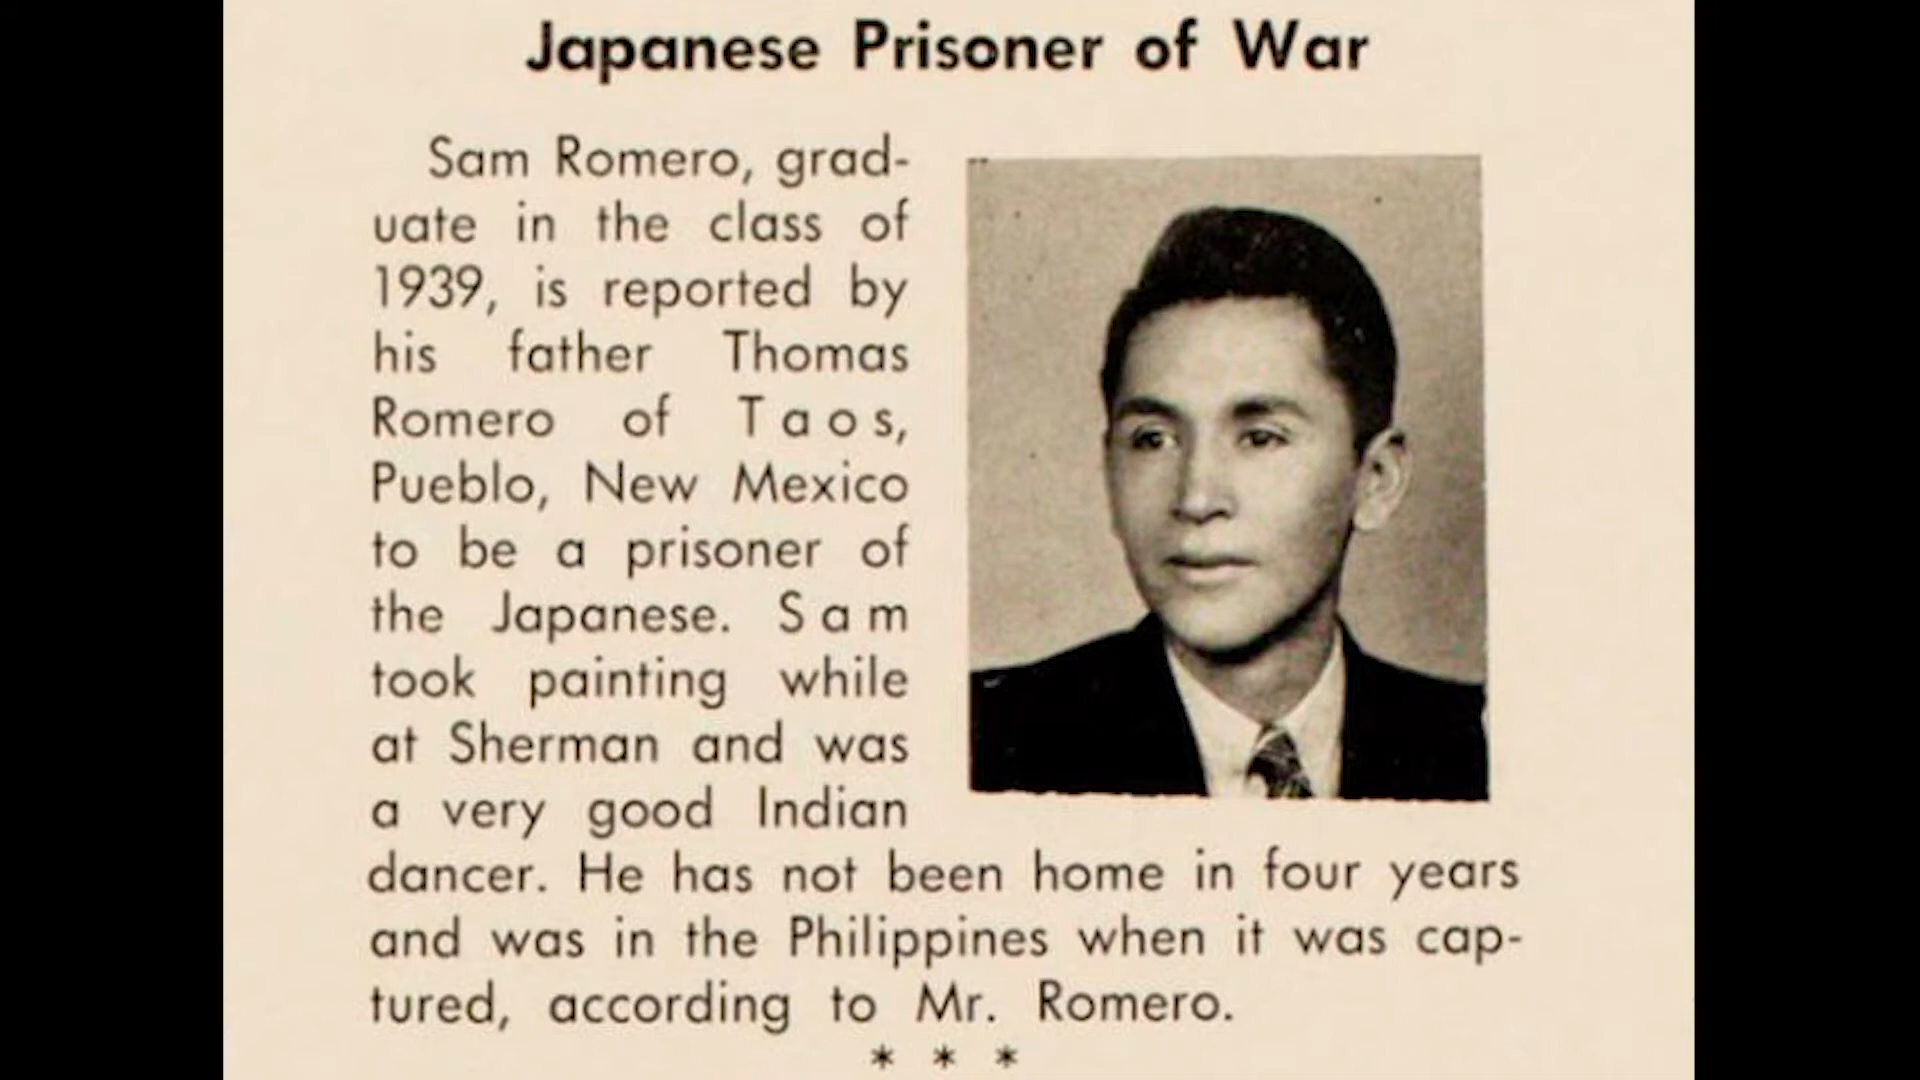 Japanese Prisoner of War
Sam Romero, grad-
uate in the class of
1939, is reported by
his father Thomas
Romero of Taos,
Pueblo, New Mexico
to be a prisoner of
the Japanese. Sam
took painting while
at Sherman and was
a very good Indian
dancer. He has not been home in four years
and was in the Philippines when it was cap-
tured, according to Mr. Romero.
* * *